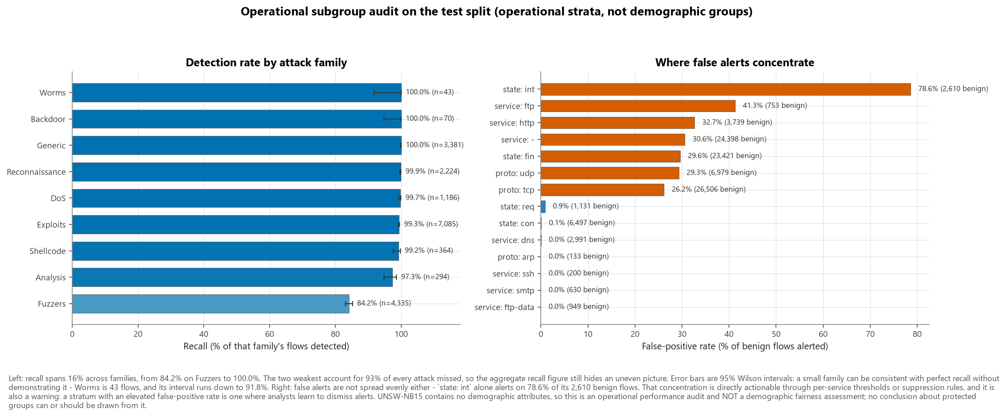 Operational subgroup audit on the test split (operational strata, not demographic groups)
Detection rate by attack family
Worms
100.0% (n=43)
Backdoor
100.0% (n=70)
Generic
100.0% (n=3,381)
Reconnaissance
99.9% (n=2,224)
DoS
99.7% (n=1,186)
Exploits
99.3% (n=7,085)
Shellcode
99.2% (n=364)
Analysis
97.3% (n=294)
Fuzzers
84.2% (n=4,335)
0 20 40 60 80 100
Recall (% of that family's flows detected)
Where false alerts concentrate
state: int
78.6% (2,610 benign)
service: ftp
41.3% (753 benign)
service: http
32.7% (3,739 benign)
service: -
30.6% (24,398 benign)
state: fin
29.6% (23,421 benign)
proto: udp
29.3% (6,979 benign)
proto: tcp
26.2% (26,506 benign)
state: req
0.9% (1,131 benign)
state: con
0.1% (6,497 benign)
service: dns
0.0% (2,991 benign)
proto: arp
0.0% (133 benign)
service: ssh
0.0% (200 benign)
service: smtp
0.0% (630 benign)
service: ftp-data
0.0% (949 benign)
0 10 20 30 40 50 60 70 80
False-positive rate (% of benign flows alerted)
Left: recall spans 16% across families, from 84.2% on Fuzzers to 100.0%. The two weakest account for 93% of every attack missed, so the aggregate recall figure still hides an uneven picture. Error bars are 95% Wilson intervals: a small family can be consistent with perfect recall without
demonstrating it - Worms is 43 flows, and its interval runs down to 91.8%. Right: false alerts are not spread evenly either - `state: int` alone alerts on 78.6% of its 2,610 benign flows. That concentration is directly actionable through per-service thresholds or suppression rules, and it is
also a warning: a stratum with an elevated false-positive rate is one where analysts learn to dismiss alerts. UNSW-NB15 contains no demographic attributes, so this is an operational performance audit and NOT a demographic fairness assessment; no conclusion about protected
groups can or should be drawn from it.